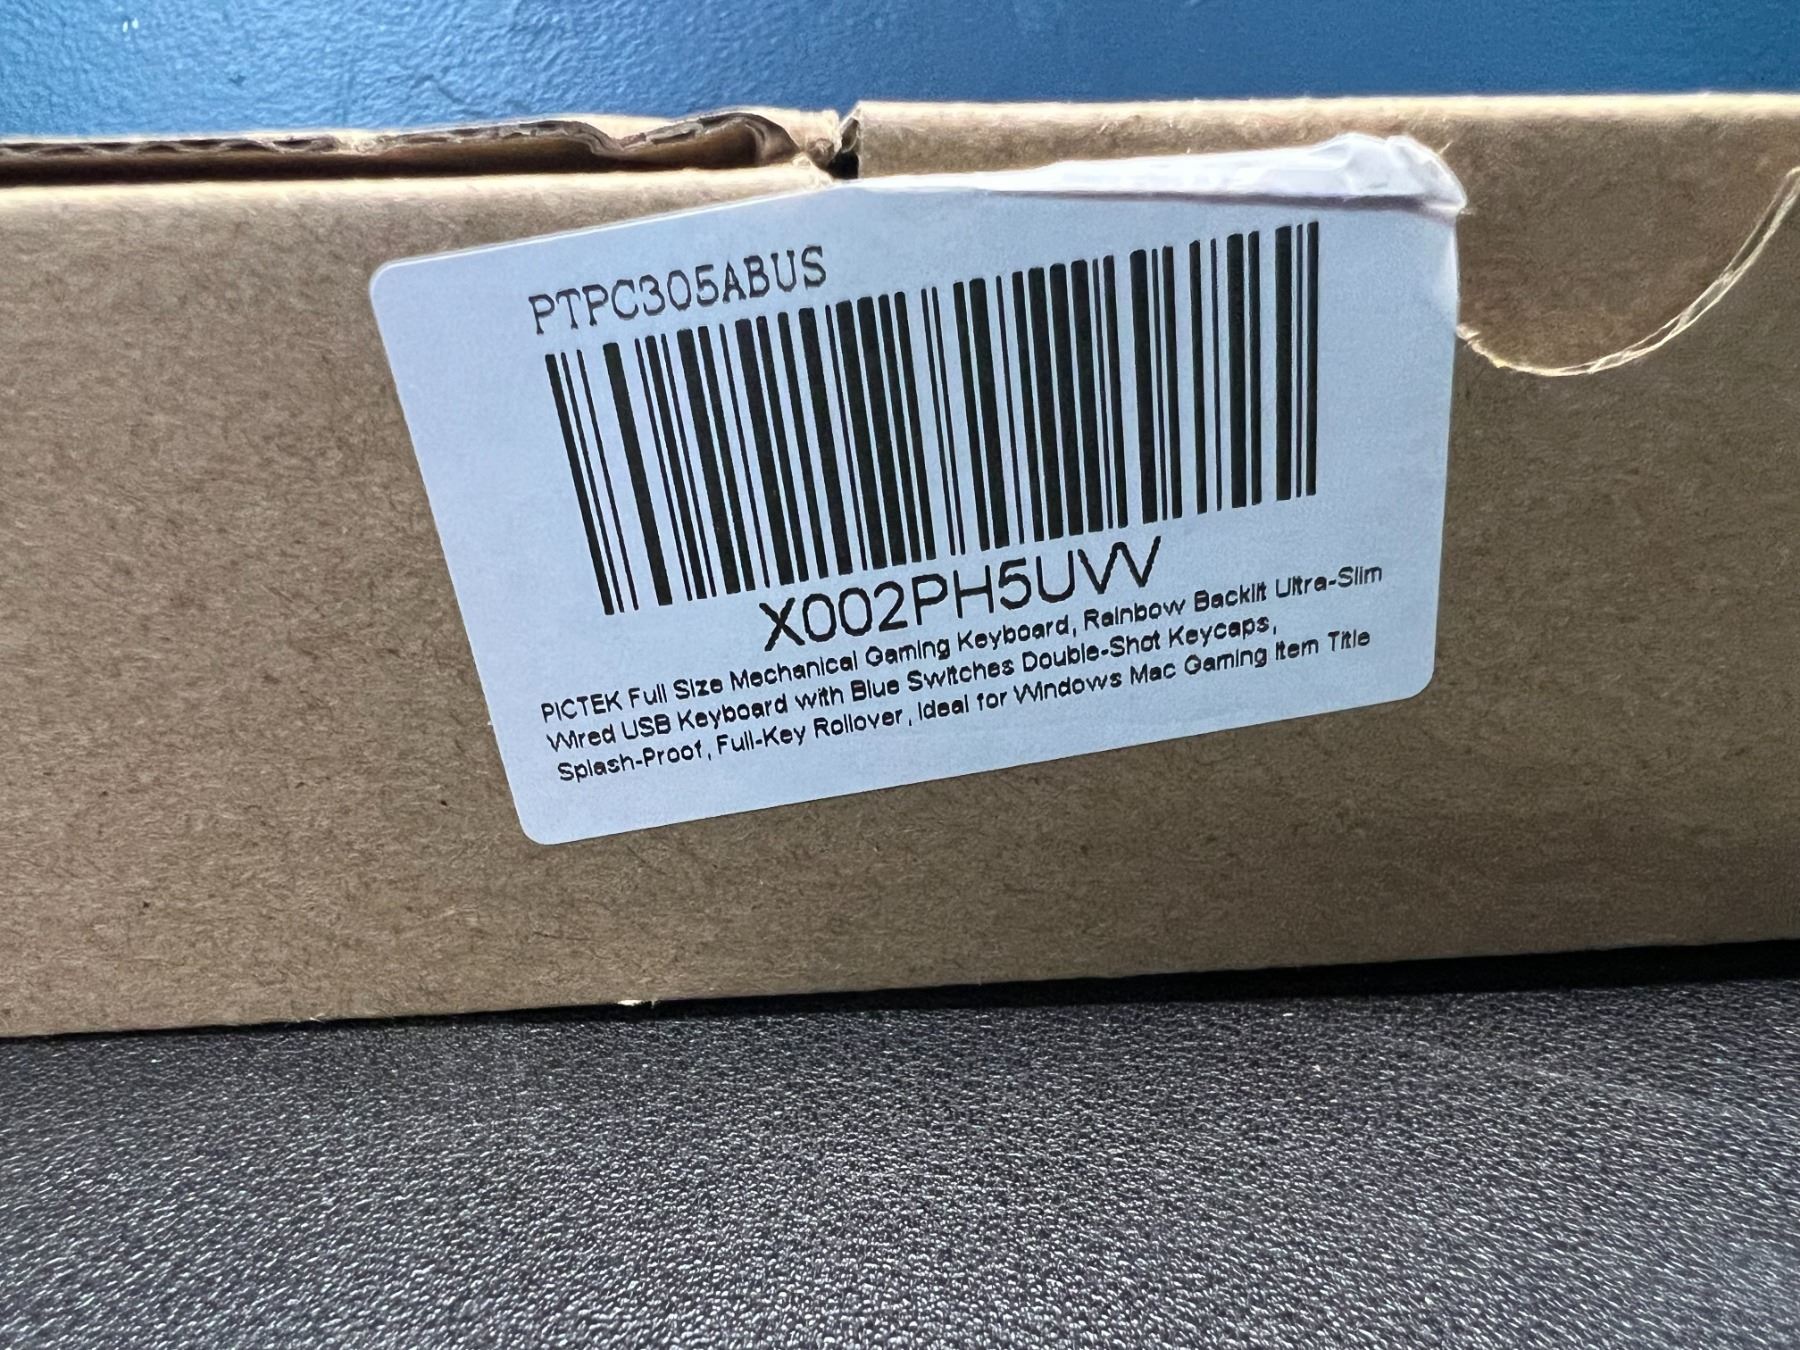 PTPC305ABUS
X002PH5UVV
PICTEK Full Size Mechanical Gaming Keyboard, Rainbow Backlit Ultra-Slim
Wired USB Keyboard with Blue Switches Double-Shot Keycaps,
Splash-Proof, Full-Key Rollover, Ideal for Windows Mac Gaming Item Title